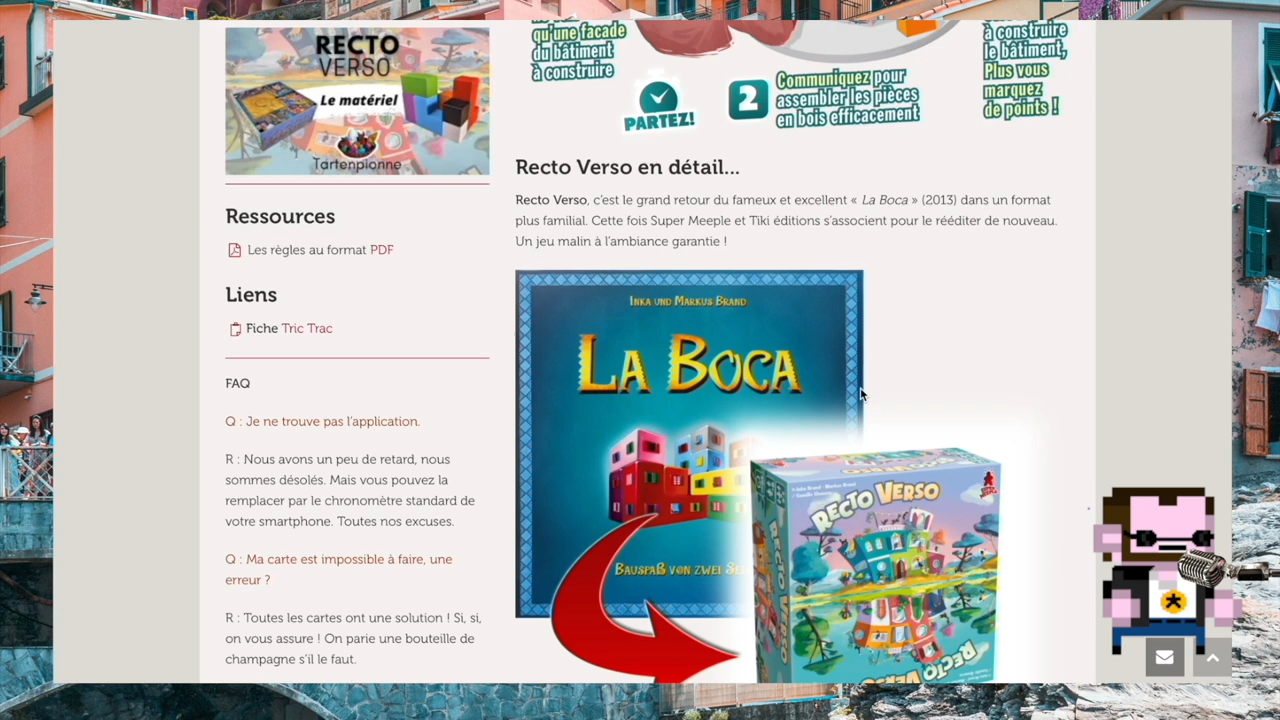 RECTO
VERSO
Le matériel
Tartenpionne
Ressources
Les règles au format PDF
Liens
Fiche Tric Trac
FAQ
Q : Je ne trouve pas l'application.
R : Nous avons un peu de retard, nous
sommes désolés. Mais vous pouvez la
remplacer par le chronomètre standard de
votre smartphone. Toutes nos excuses.
Q : Ma carte est impossible à faire, une
erreur ?
R : Toutes les cartes ont une solution ! Si, si,
on vous assure ! On parie une bouteille de
champagne s'il le faut.
qu'une façade
du bâtiment
à construire
PARTEZ!
2
Communiquez pour
assembler les pièces
en bois efficacement
à construire
le bâtiment,
Plus vous
marquez
de points !
Recto Verso en détail...
Recto Verso, c'est le grand retour du fameux et excellent « La Boca » (2013) dans un format
plus familial. Cette fois Super Meeple et Tiki éditions s'associent pour le rééditer de nouveau.
Un jeu malin à l'ambiance garantie !
INKA UND MARKUS BRAND
LA BOCA
BAUSPAß VON ZWEI
RECTO VERSO
RECTO VERSO
RECTO
VERSO